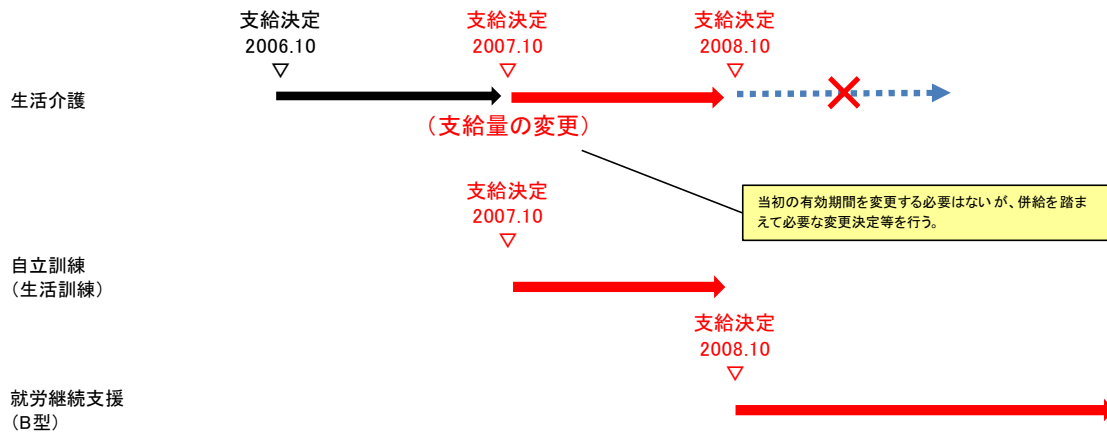 支給決定
2006.10
▽
支給決定
2007.10
▽
支給決定
2008.10
▽
生活介護
(支給量の変更)
支給決定
2007.10
▽
当初の有効期間を変更する必要はないが、併給を踏ま
えて必要な変更決定等を行う。
自立訓練
(生活訓練)
支給決定
2008.10
▽
就労継続支援
(B型)